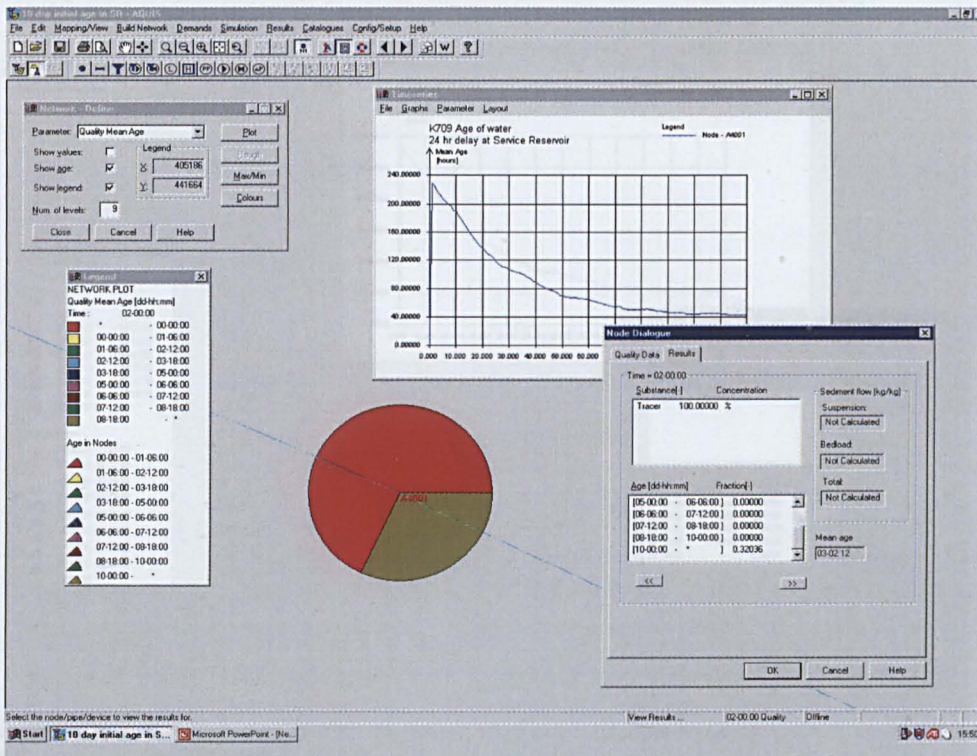 10 day initial age in SR - AQUIS
File Edit Mapping/View Build Network Demands Simulation Results Catalogues Config/Setup Help
Network - Define
Parameter: Quality Mean Age
Plot
Show values:
Legend
Show age:
X: 405186
Max/Min
Show legend:
Y: 441664
Colours
Num. of levels: 9
Close Cancel Help
Timeseries
File Graphs Parameter Layout
K709 Age of water
24 hr delay at Service Reservoir
Legend
Node - A4001
Mean Age
[hours]
240.00000
200.00000
160.00000
120.00000
80.00000
40.00000
0.00000
0.000 10.000 20.000 30.000 40.000 50.000 60.000
Legend
NETWORK PLOT
Quality Mean Age [dd-hh:mm]
Time : 02-00:00
* - 00-00:00
00-00:00 - 01-06:00
01-06:00 - 02-12:00
02-12:00 - 03-18:00
03-18:00 - 05-00:00
05-00:00 - 06-06:00
06-06:00 - 07-12:00
07-12:00 - 08-18:00
08-18:00 - *
Age in Nodes
00-00:00 - 01-06:00
01-06:00 - 02-12:00
02-12:00 - 03-18:00
03-18:00 - 05-00:00
05-00:00 - 06-06:00
06-06:00 - 07-12:00
07-12:00 - 08-18:00
08-18:00 - 10-00:00
10-00:00 - *
A4001
Node Dialogue
Quality Data Results
Time = 02-00:00
Substance[-] Concentration
Tracer 100.00000 %
Sediment flow [kg/kg]
Suspension:
Not Calculated
Bedload:
Not Calculated
Total:
Not Calculated
Age [dd-hh:mm] Fraction[-]
[05-00:00 - 06-06:00 ] 0.00000
[06-06:00 - 07-12:00 ] 0.00000
[07-12:00 - 08-18:00 ] 0.00000
[08-18:00 - 10-00:00 ] 0.00000
[10-00:00 - * ] 0.32036
Mean age
03-02:12
<< >>
OK Cancel Help
Select the node/pipe/device to view the results for.
View Results ... 02-00:00 Quality Offline
Start 10 day initial age in S... Microsoft PowerPoint - [Ne...